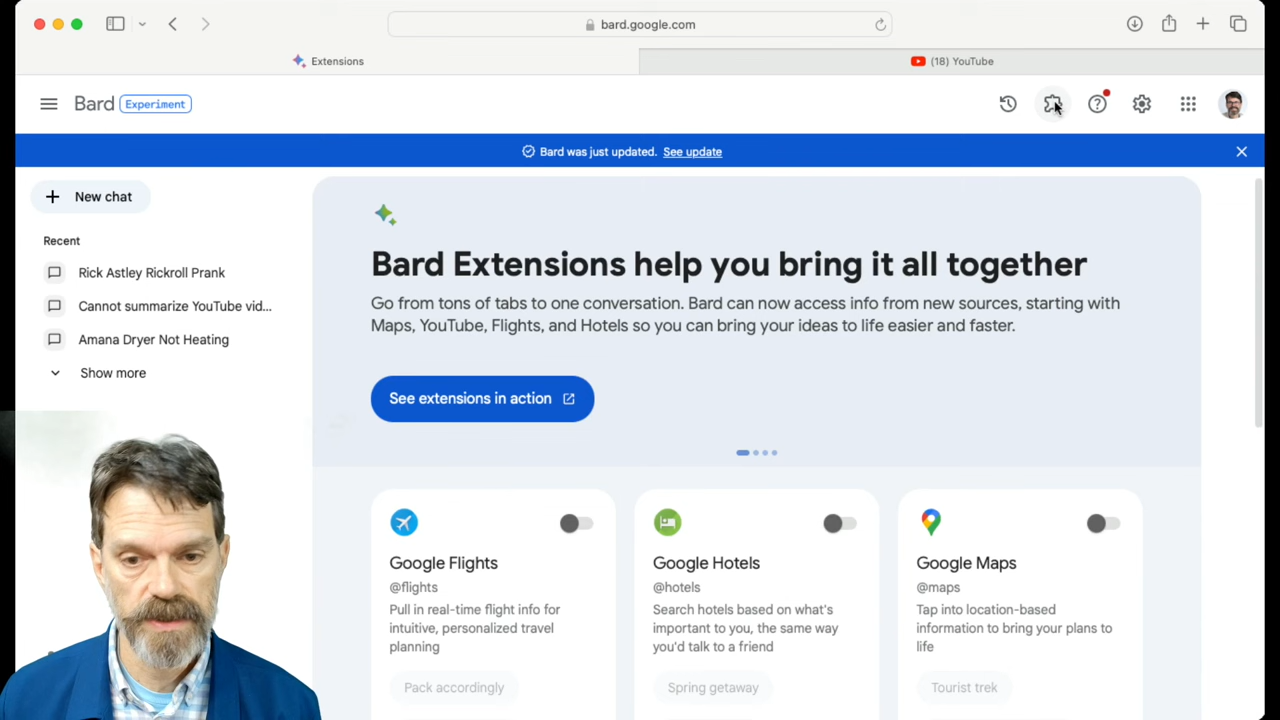 bard.google.com
Extensions
(18) YouTube
Bard Experiment
Bard was just updated. See update
New chat
Recent
Rick Astley Rickroll Prank
Cannot summarize YouTube vid...
Amana Dryer Not Heating
Show more
Bard Extensions help you bring it all together
Go from tons of tabs to one conversation. Bard can now access info from new sources, starting with
Maps, YouTube, Flights, and Hotels so you can bring your ideas to life easier and faster.
See extensions in action
Google Flights
@flights
Pull in real-time flight info for
intuitive, personalized travel
planning
Pack accordingly
Google Hotels
@hotels
Search hotels based on what's
important to you, the same way
you'd talk to a friend
Spring getaway
Google Maps
@maps
Tap into location-based
information to bring your plans to
life
Tourist trek